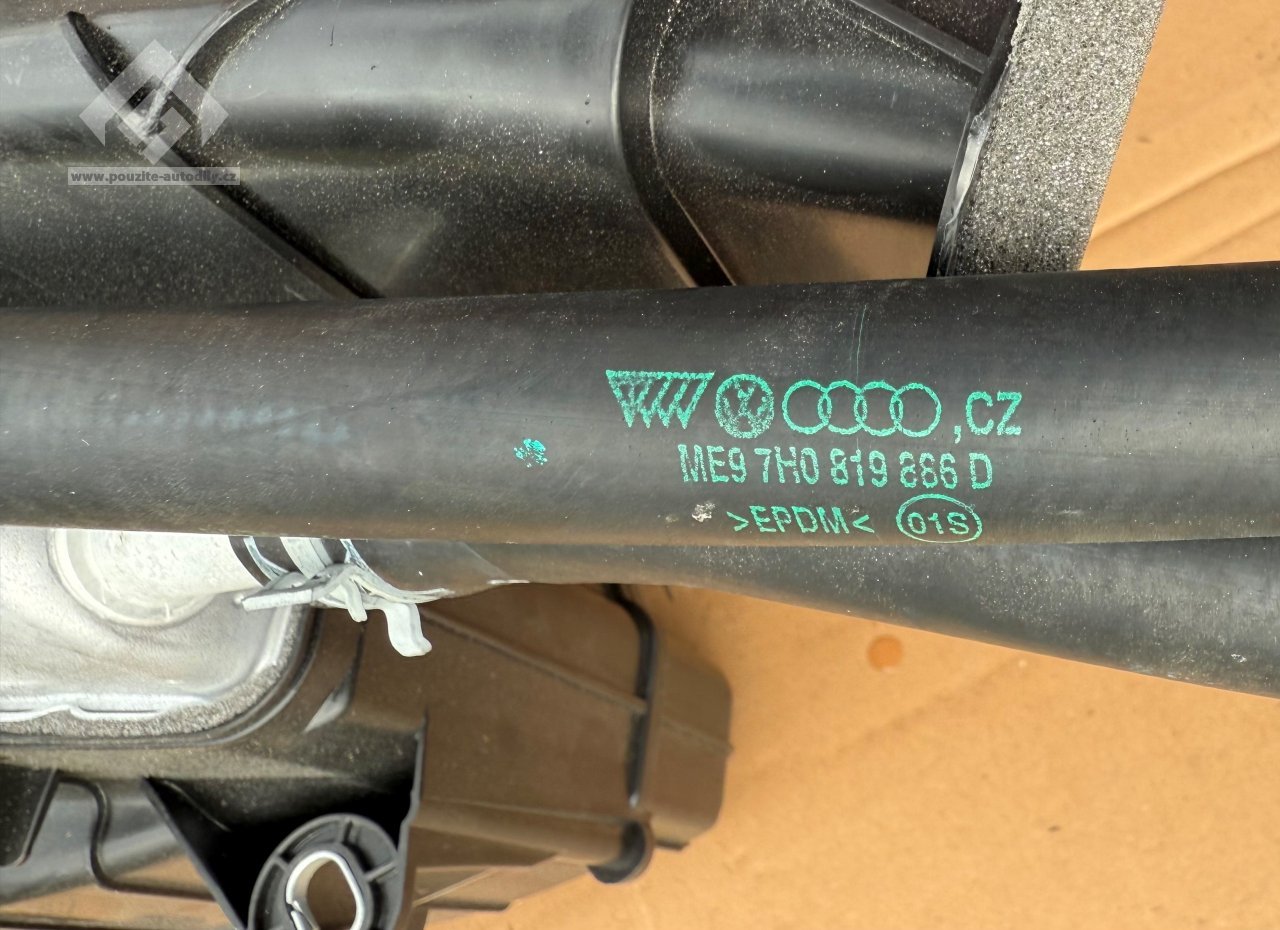 www.pouzite-autodily.cz
,CZ
ME9 7H0 819 886 D
>EPDM< 01S